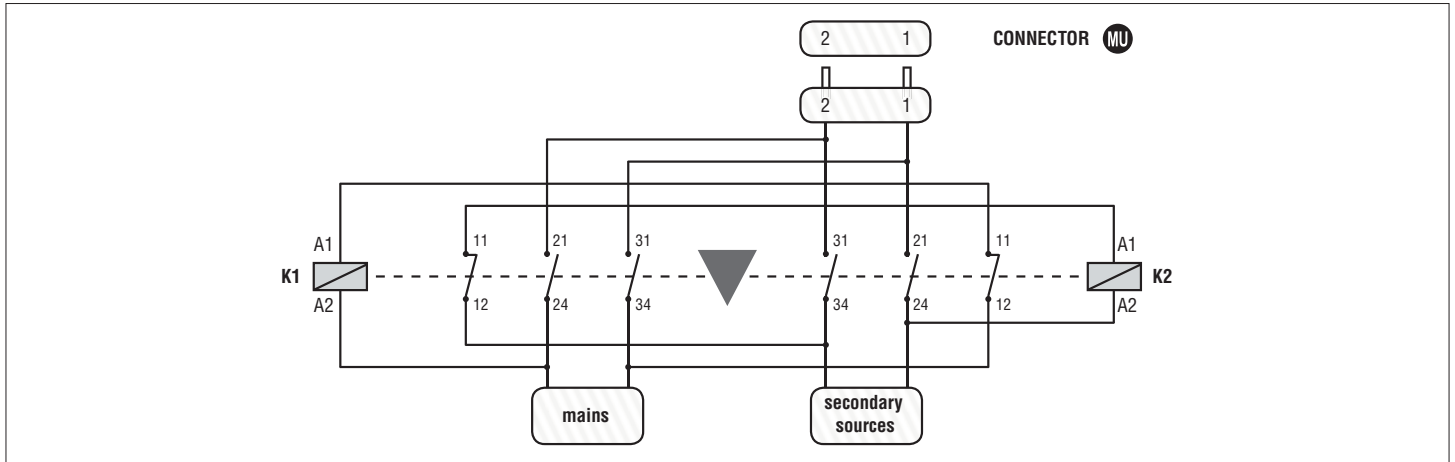 2 1 CONNECTOR MU
2 1
A1 11 21 31 31 21 11 A1
K1 K2
A2 12 24 34 34 24 12 A2
mains
secondary
sources